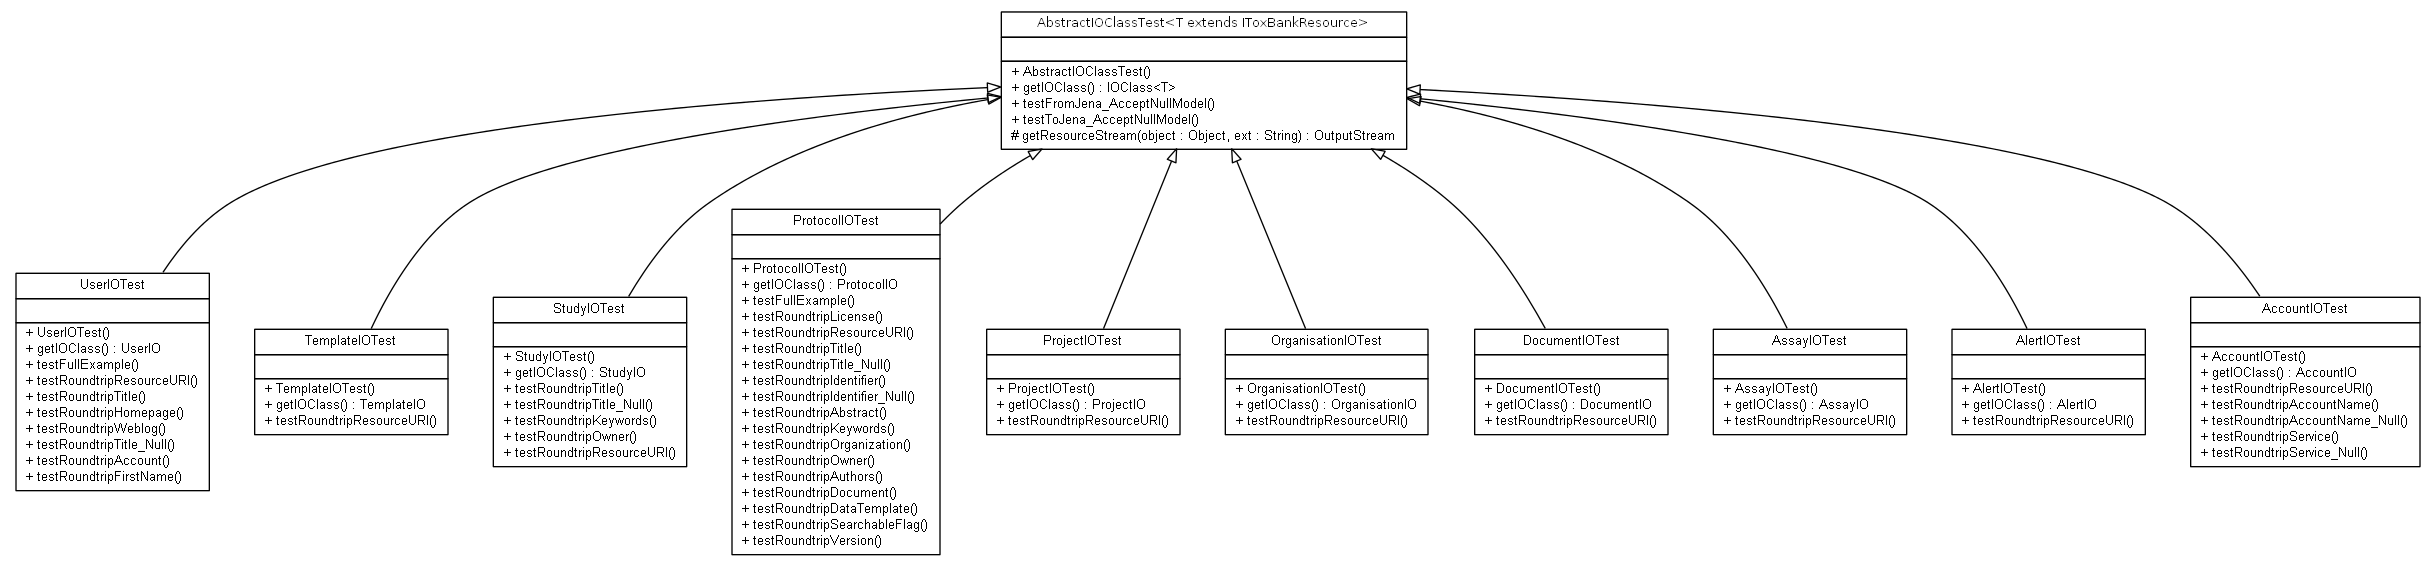 AbstractIOClassTest<T extends IToxBankResource>
+ AbstractIOClassTest()
+ getIOClass() : IOClass<T>
+ testFromJena_AcceptNullModel()
+ testToJena_AcceptNullModel()
# getResourceStream(object : Object, ext : String) : OutputStream
UserIOTest
+ UserIOTest()
+ getIOClass() : UserIO
+ testFullExample()
+ testRoundtripResourceURI()
+ testRoundtripTitle()
+ testRoundtripHomepage()
+ testRoundtripWeblog()
+ testRoundtripTitle_Null()
+ testRoundtripAccount()
+ testRoundtripFirstName()
TemplateIOTest
+ TemplateIOTest()
+ getIOClass() : TemplateIO
+ testRoundtripResourceURI()
StudyIOTest
+ StudyIOTest()
+ getIOClass() : StudyIO
+ testRoundtripTitle()
+ testRoundtripTitle_Null()
+ testRoundtripKeywords()
+ testRoundtripOwner()
+ testRoundtripResourceURI()
ProtocolIOTest
+ ProtocolIOTest()
+ getIOClass() : ProtocolIO
+ testFullExample()
+ testRoundtripLicense()
+ testRoundtripResourceURI()
+ testRoundtripTitle()
+ testRoundtripTitle_Null()
+ testRoundtripIdentifier()
+ testRoundtripIdentifier_Null()
+ testRoundtripAbstract()
+ testRoundtripKeywords()
+ testRoundtripOrganization()
+ testRoundtripOwner()
+ testRoundtripAuthors()
+ testRoundtripDocument()
+ testRoundtripDataTemplate()
+ testRoundtripSearchableFlag()
+ testRoundtripVersion()
ProjectIOTest
+ ProjectIOTest()
+ getIOClass() : ProjectIO
+ testRoundtripResourceURI()
OrganisationIOTest
+ OrganisationIOTest()
+ getIOClass() : OrganisationIO
+ testRoundtripResourceURI()
DocumentIOTest
+ DocumentIOTest()
+ getIOClass() : DocumentIO
+ testRoundtripResourceURI()
AssayIOTest
+ AssayIOTest()
+ getIOClass() : AssayIO
+ testRoundtripResourceURI()
AlertIOTest
+ AlertIOTest()
+ getIOClass() : AlertIO
+ testRoundtripResourceURI()
AccountIOTest
+ AccountIOTest()
+ getIOClass() : AccountIO
+ testRoundtripResourceURI()
+ testRoundtripAccountName()
+ testRoundtripAccountName_Null()
+ testRoundtripService()
+ testRoundtripService_Null()